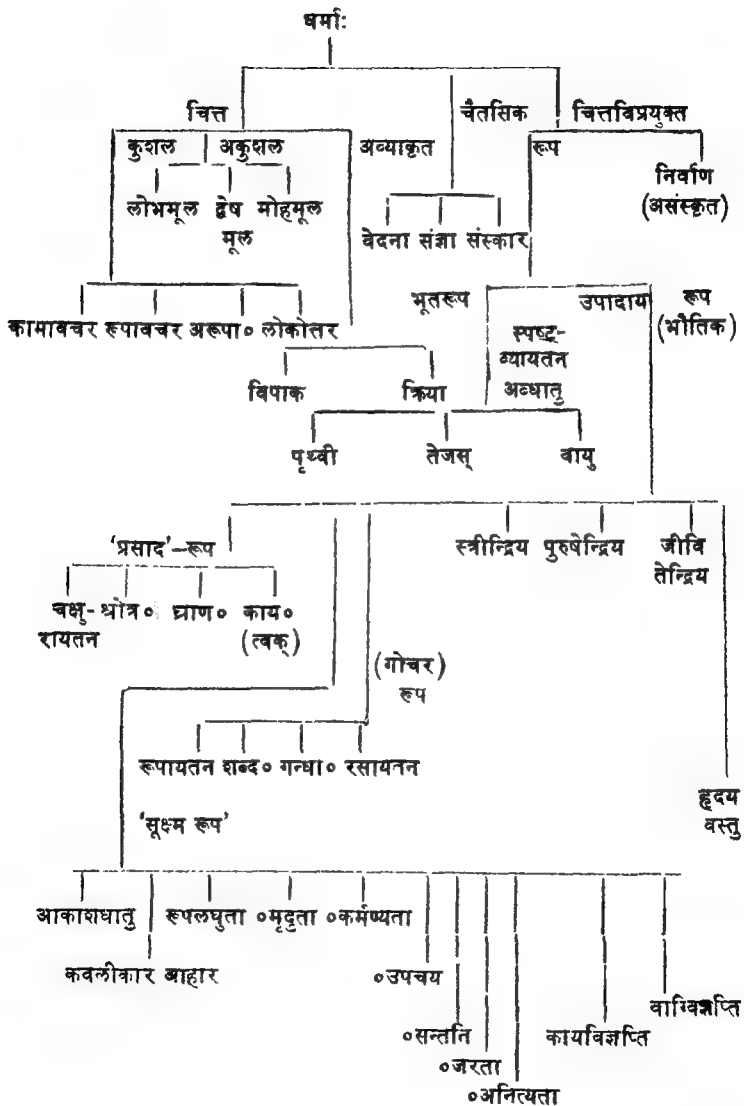 धर्माः
चित्त चैतसिक चित्तविप्रयुक्त
कुशल अकुशल अव्याकृत रूप
निर्वाण
(असंस्कृत)
लोभमूल द्वेष मोहमूल
मूल
वेदना संज्ञा संस्कार
भूतरूप उपादाय रूप
(भौतिक)
कामावचर रूपावचर अरूपा० लोकोत्तर
स्पष्ट-
व्यायतन
अब्धातु
विपाक क्रिया
पृथ्वी तेजस् वायु
'प्रसाद'-रूप
स्त्रीन्द्रिय पुरुषेन्द्रिय जीवि
तेन्द्रिय
चक्षु- श्रोत्र० घ्राण० काय०
रायतन (त्वक्)
(गोचर)
रूप
रूपायतन शब्द० गन्धा० रसायतन
हृदय
वस्तु
'सूक्ष्म रूप'
आकाशधातु रूपलघुता ०मृदुता ०कर्मण्यता
कवलीकार आहार ०उपचय
वाग्विज्ञप्ति
०सन्तति कायविज्ञप्ति
०जरता
०अनित्यता